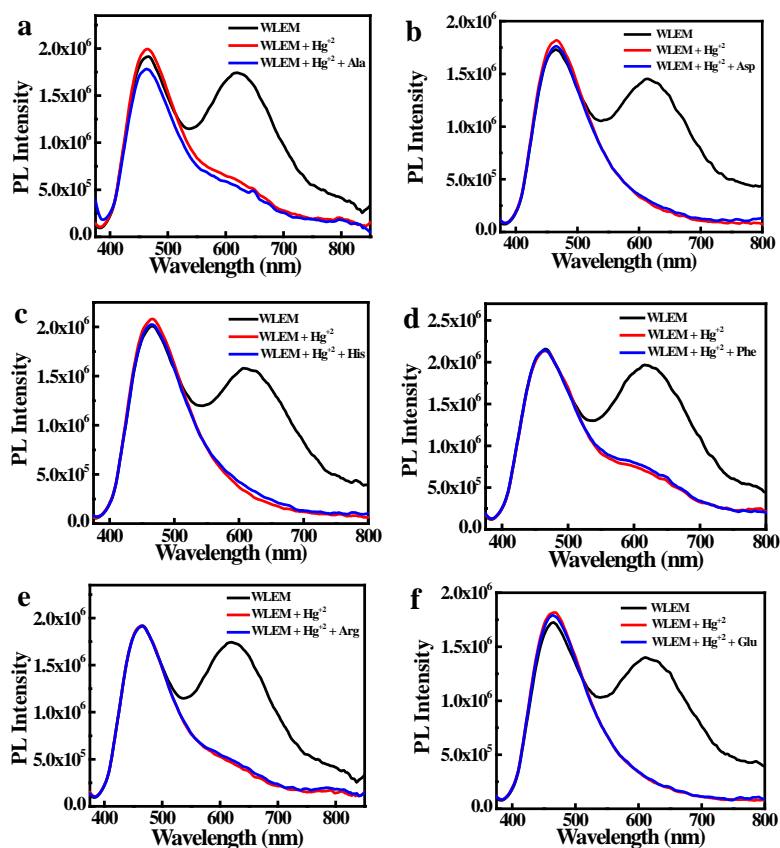 a
WLEM
WLEM + Hg+2
WLEM + Hg+2 + Ala
PL Intensity
2.0x10^6
1.5x10^6
1.0x10^6
5.0x10^5
0.0
400 500 600 700 800
Wavelength (nm)
b
WLEM
WLEM + Hg+2
WLEM + Hg+2 + Asp
PL Intensity
2.0x10^6
1.5x10^6
1.0x10^6
5.0x10^5
0.0
400 500 600 700 800
Wavelength (nm)
c
WLEM
WLEM + Hg+2
WLEM + Hg+2 + His
PL Intensity
2.0x10^6
1.5x10^6
1.0x10^6
5.0x10^5
0.0
400 500 600 700 800
Wavelength (nm)
d
WLEM
WLEM + Hg+2
WLEM + Hg+2 + Phe
PL Intensity
2.5x10^6
2.0x10^6
1.5x10^6
1.0x10^6
5.0x10^5
0.0
400 500 600 700 800
Wavelength (nm)
e
WLEM
WLEM + Hg+2
WLEM + Hg+2 + Arg
PL Intensity
2.0x10^6
1.5x10^6
1.0x10^6
5.0x10^5
0.0
400 500 600 700 800
Wavelength (nm)
f
WLEM
WLEM + Hg+2
WLEM + Hg+2 + Glu
PL Intensity
2.0x10^6
1.5x10^6
1.0x10^6
5.0x10^5
0.0
400 500 600 700 800
Wavelength (nm)